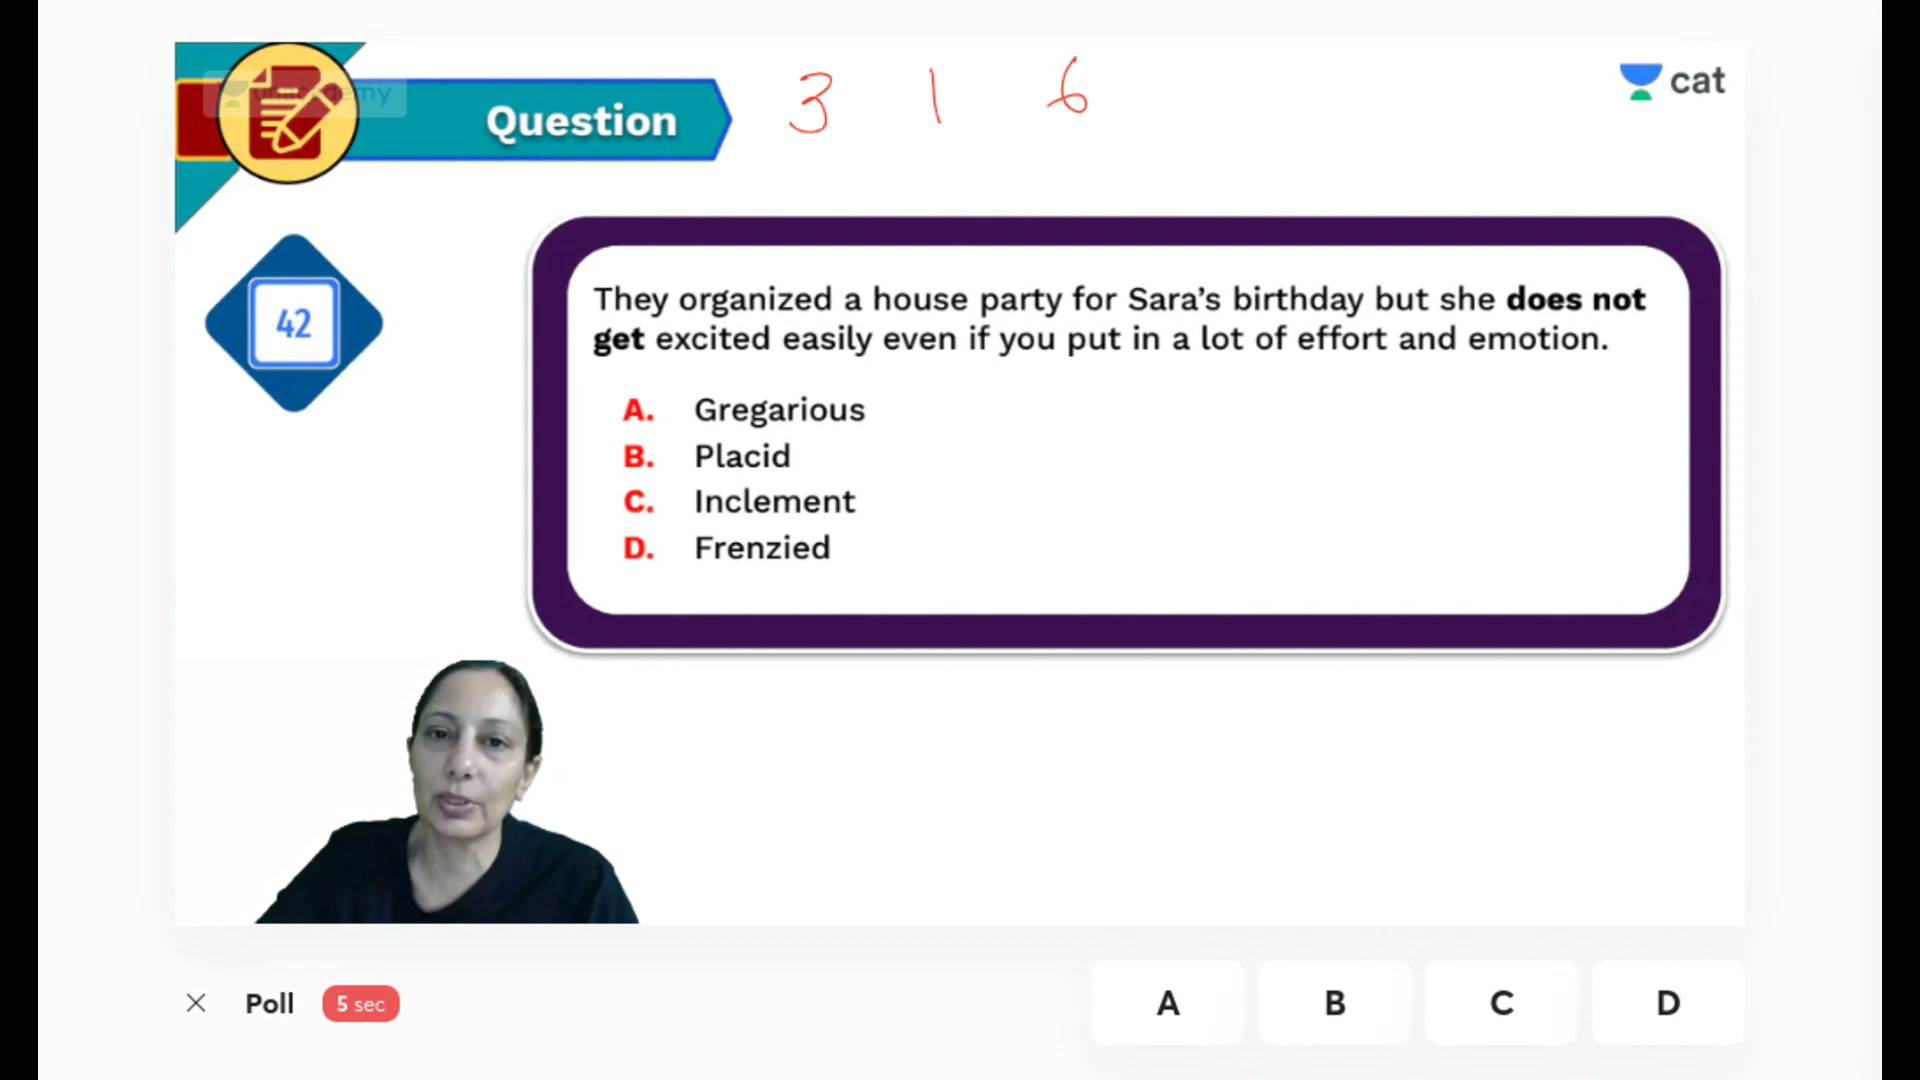 unacademy
Question
3 1 6
cat
42
They organized a house party for Sara's birthday but she does not
get excited easily even if you put in a lot of effort and emotion.
A. Gregarious
B. Placid
C. Inclement
D. Frenzied
Poll
5 sec
A
B
C
D